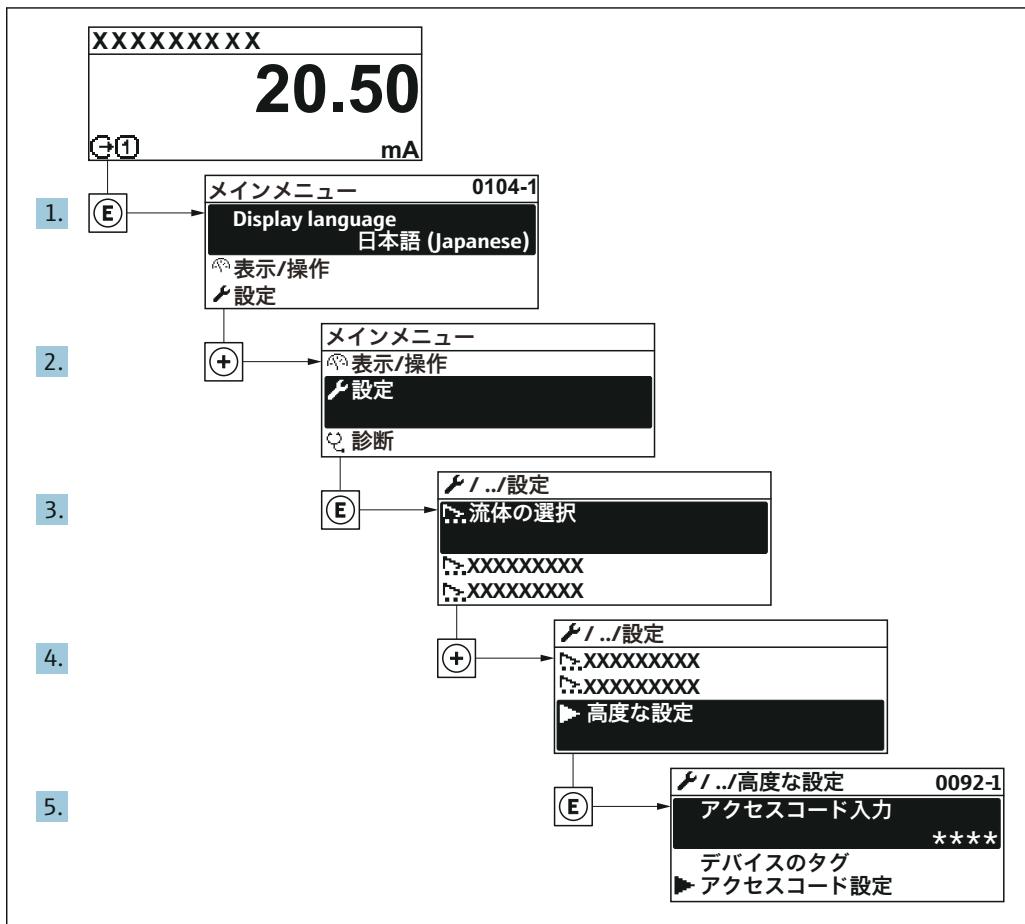 XXXXXXXXX
20.50
mA
1.
E
メインメニュー 0104-1
Display language
日本語 (Japanese)
表示/操作
設定
2.
+
メインメニュー
表示/操作
設定
診断
3.
E
/ ../設定
流体の選択
XXXXXXXXX
XXXXXXXXX
4.
+
/ ../設定
XXXXXXXXX
XXXXXXXXX
高度な設定
5.
E
/ ../高度な設定 0092-1
アクセスコード入力
****
デバイスのタグ
アクセスコード設定